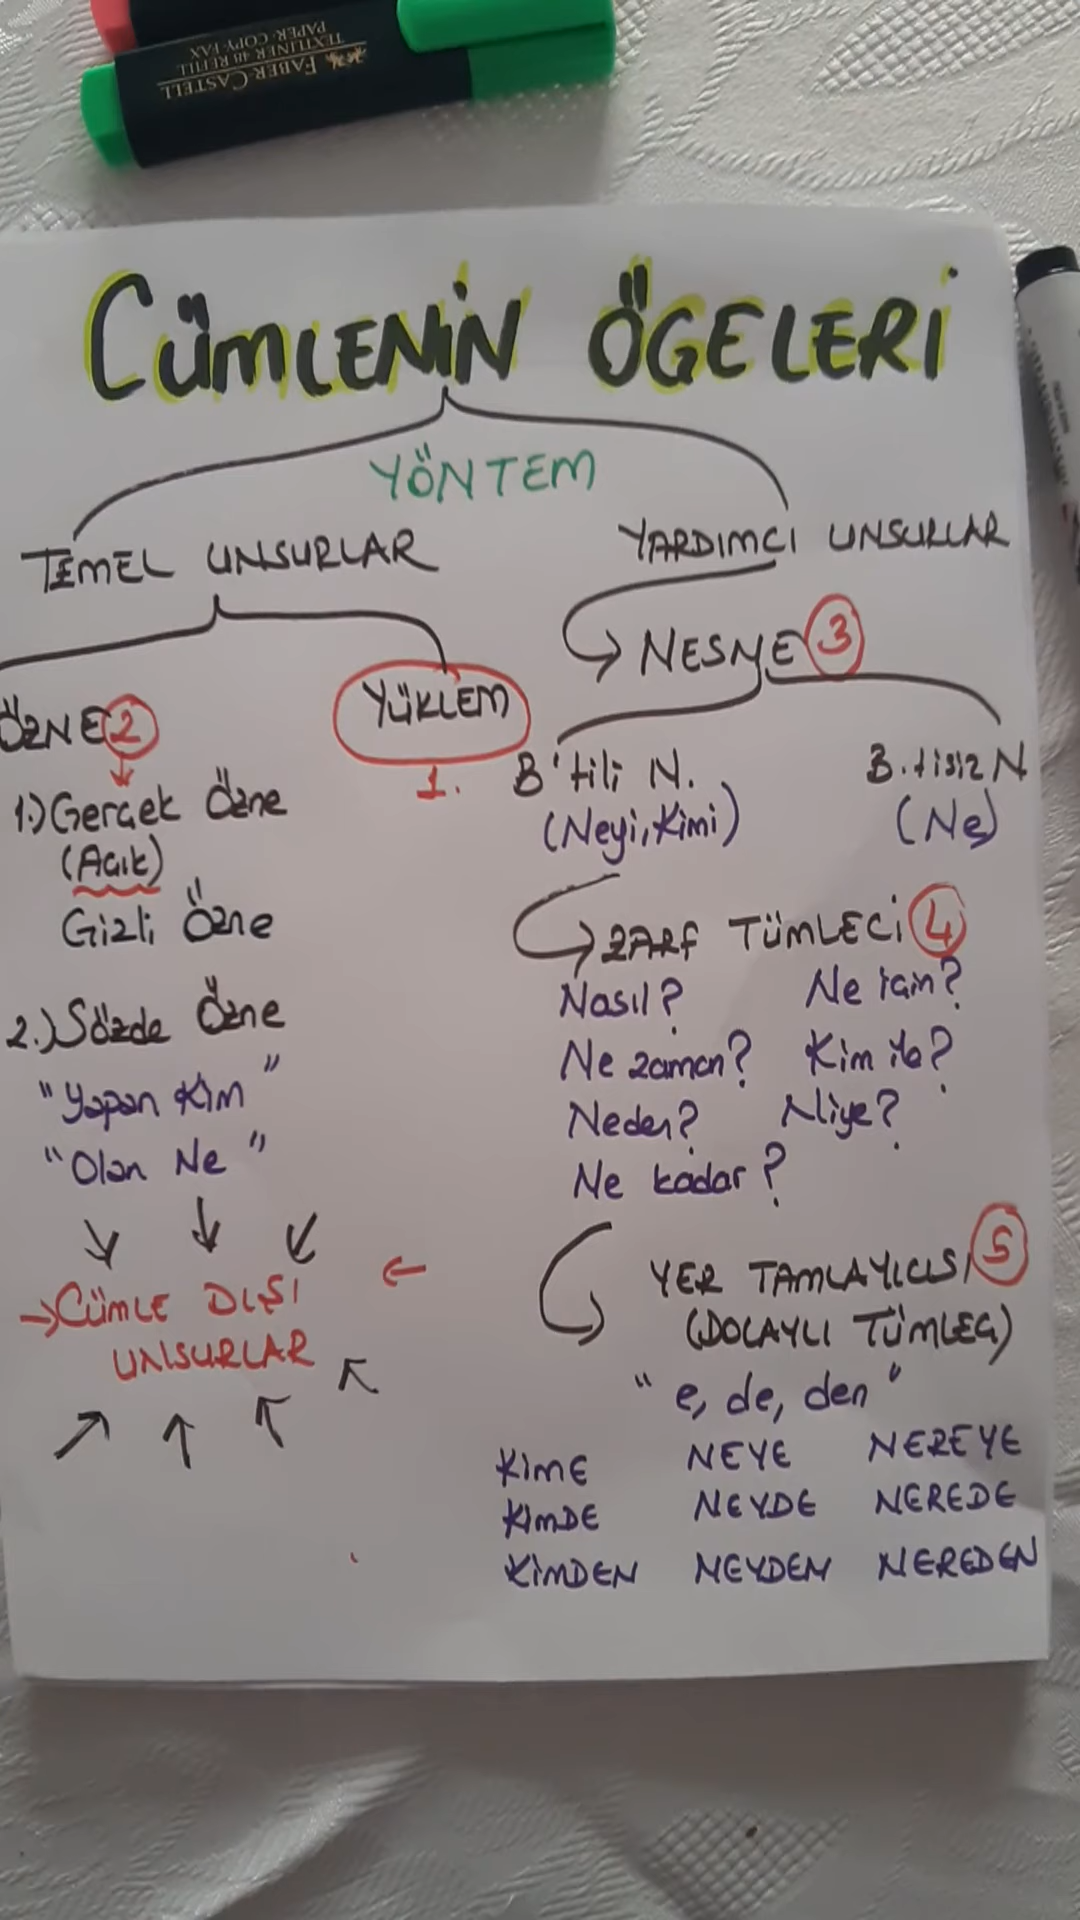 FABER-CASTELL
TEXTLINER 48 REFILL
PAPER-COPY-FAX
CÜMLENİN ÖGELERİ
YÖNTEM
TEMEL UNSURLAR
YARDIMCI UNSURLAR
ÖZNE 2
YÜKLEM
1.
1.) Gerçek Özne
(Açık)
Gizli Özne
2.) Sözde Özne
"Yapan Kim"
"Olan Ne"
CÜMLE DIŞI
UNSURLAR
NESNE 3
B'tili N.
(Neyi, Kimi)
B.tisiz N
(Ne)
ZARF TÜMLECİ 4
Nasıl? Ne için?
Ne zaman? Kim ile?
Neden? Niye?
Ne kadar?
YER TAMLAYICISI 5
(DOLAYLI TÜMLEÇ)
"e, de, den"
KİME NEYE NEREYE
KİMDE NEYDE NEREDE
KİMDEN NEYDEN NEREDEN